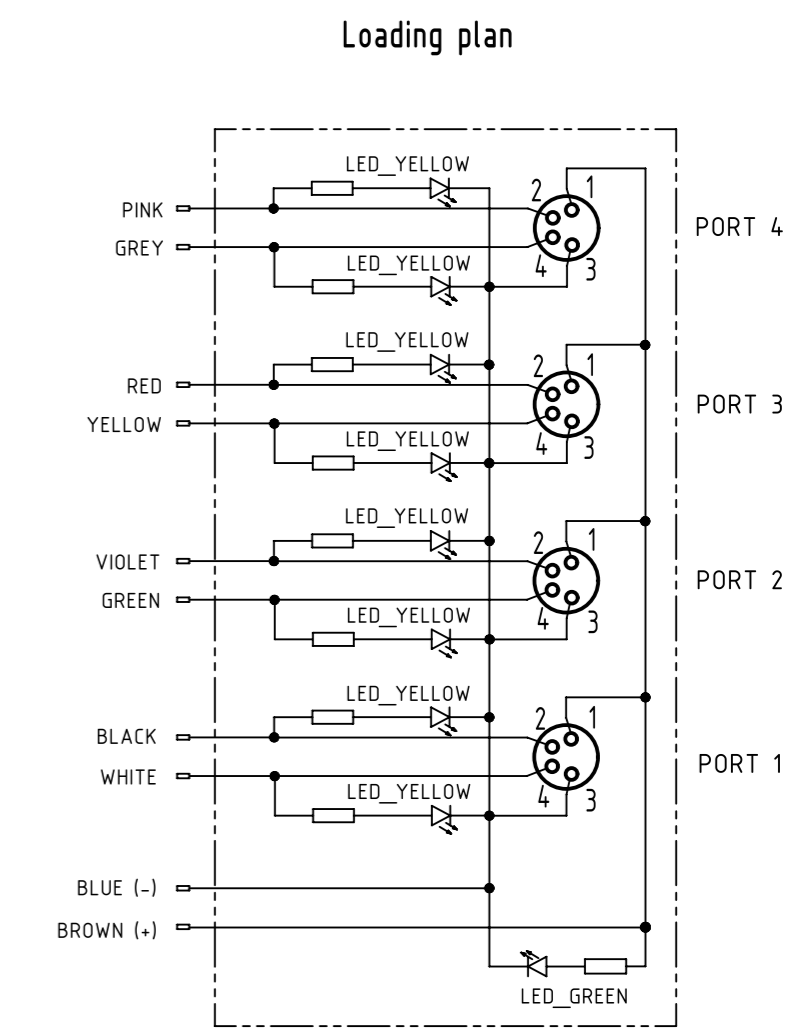 Loading plan
LED_YELLOW
2 1
PINK
PORT 4
GREY
LED_YELLOW
4 3
LED_YELLOW
2 1
RED
PORT 3
YELLOW
LED_YELLOW
4 3
LED_YELLOW
2 1
VIOLET
PORT 2
GREEN
LED_YELLOW
4 3
LED_YELLOW
2 1
BLACK
PORT 1
WHITE
LED_YELLOW
4 3
BLUE (-)
BROWN (+)
LED_GREEN